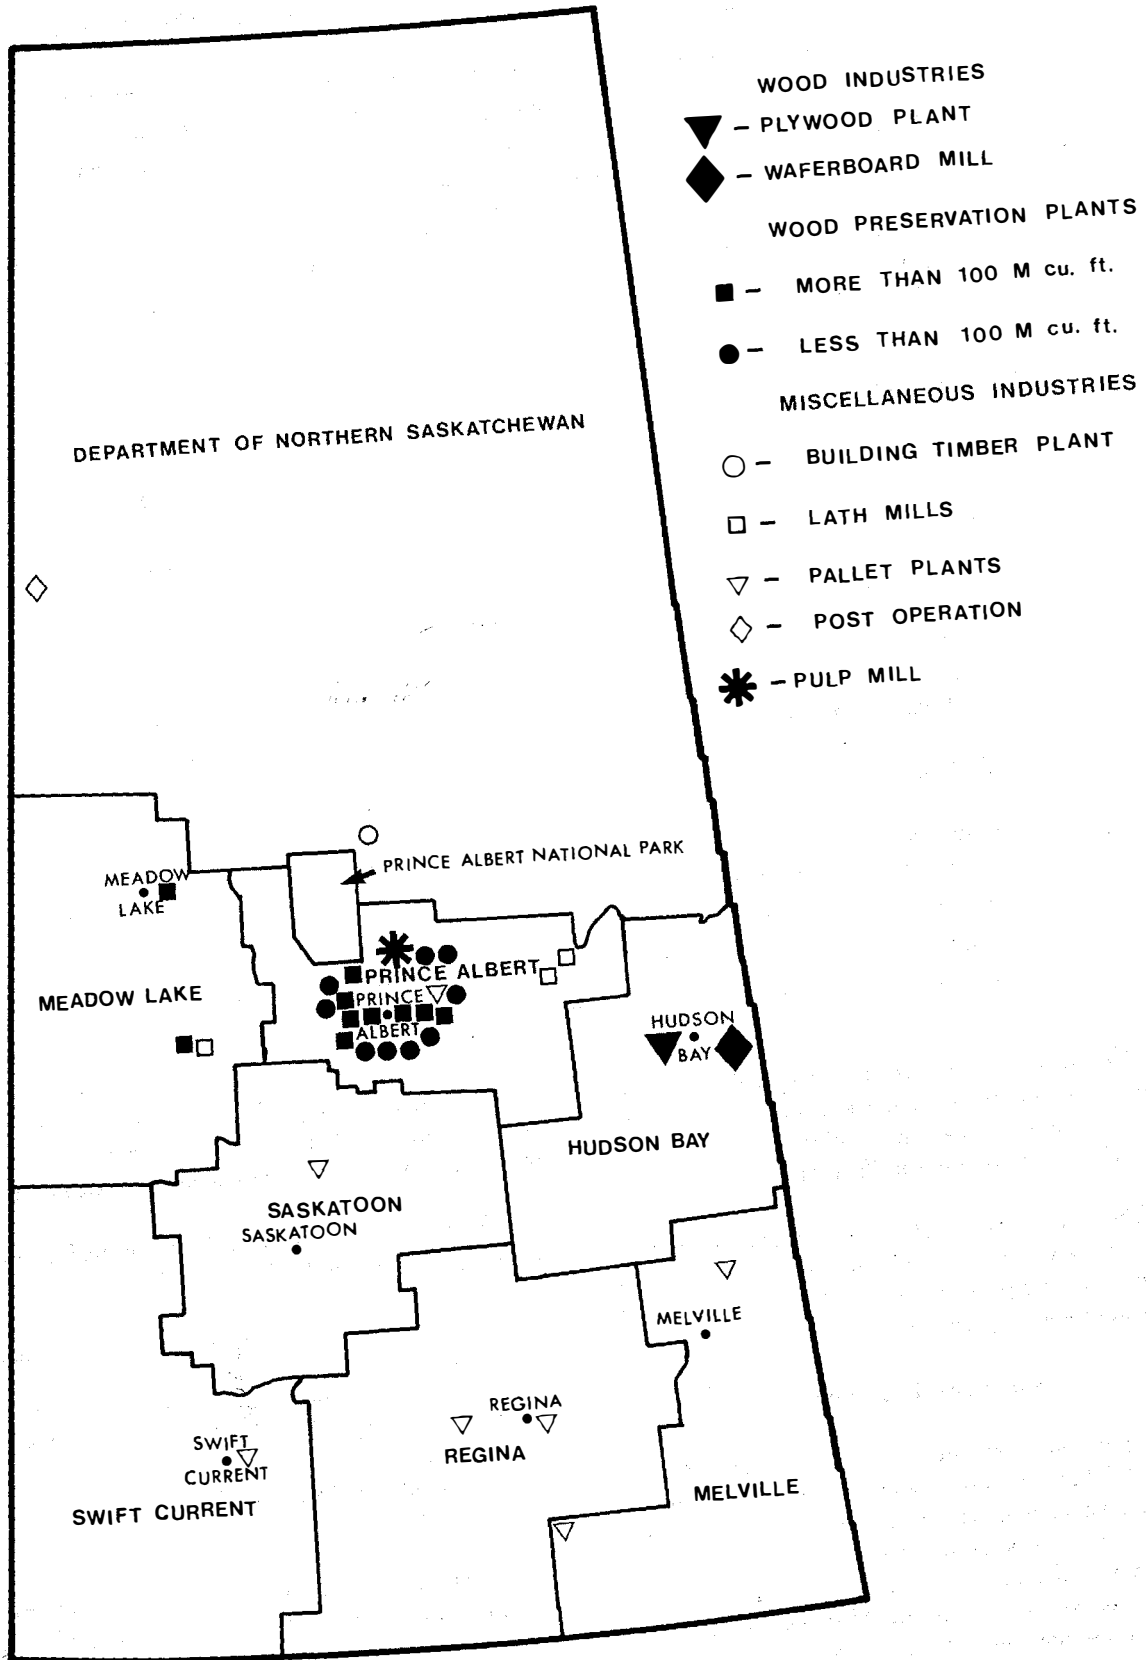 WOOD INDUSTRIES
– PLYWOOD PLANT
– WAFERBOARD MILL
WOOD PRESERVATION PLANTS
– MORE THAN 100 M cu. ft.
– LESS THAN 100 M cu. ft.
MISCELLANEOUS INDUSTRIES
– BUILDING TIMBER PLANT
– LATH MILLS
– PALLET PLANTS
– POST OPERATION
– PULP MILL
DEPARTMENT OF NORTHERN SASKATCHEWAN
PRINCE ALBERT NATIONAL PARK
MEADOW
LAKE
MEADOW LAKE
PRINCE ALBERT
PRINCE
ALBERT
HUDSON
BAY
HUDSON BAY
SASKATOON
SASKATOON
MELVILLE
REGINA
REGINA
SWIFT
CURRENT
SWIFT CURRENT
MELVILLE